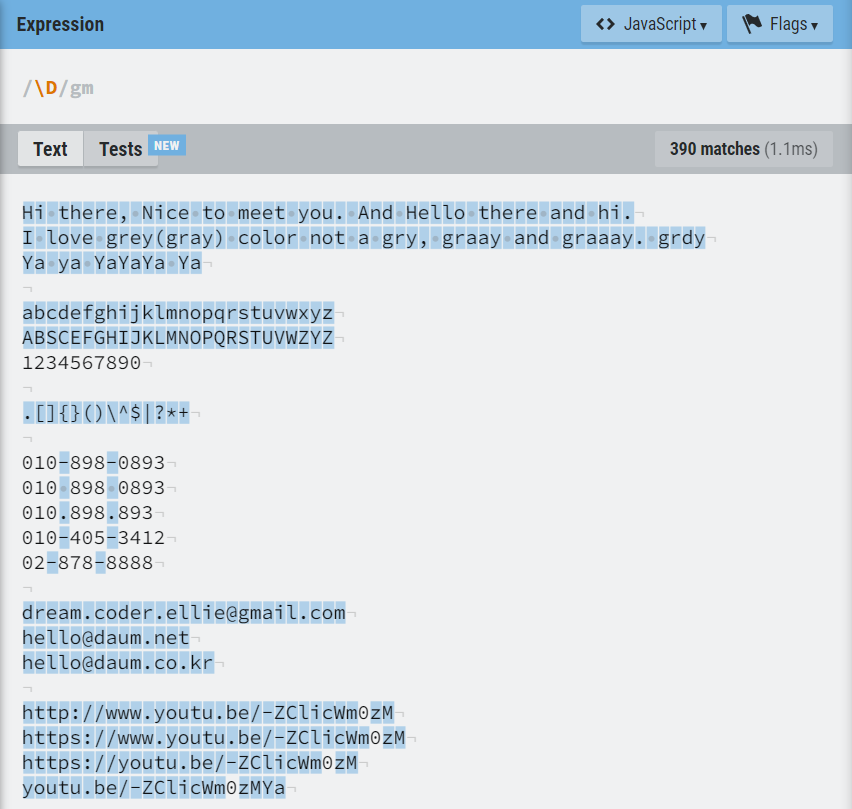 Expression
<> JavaScript ▾ Flags ▾
/\D/gm
Text Tests NEW 390 matches (1.1ms)
Hi there, Nice to meet you. And Hello there and hi.
I love grey(gray) color not a gry, graay and graaay. grdy
Ya ya YaYaYa Ya
abcdefghijklmnopqrstuvwxyz
ABSCEFGHIJKLMNOPQRSTUVWZYZ
1234567890
.[]{}()\^$|?*+
010-898-0893
010 898 0893
010.898.893
010-405-3412
02-878-8888
dream.coder.ellie@gmail.com
hello@daum.net
hello@daum.co.kr
http://www.youtu.be/-ZClicWm0zM
https://www.youtu.be/-ZClicWm0zM
https://youtu.be/-ZClicWm0zM
youtu.be/-ZClicWm0zMYa